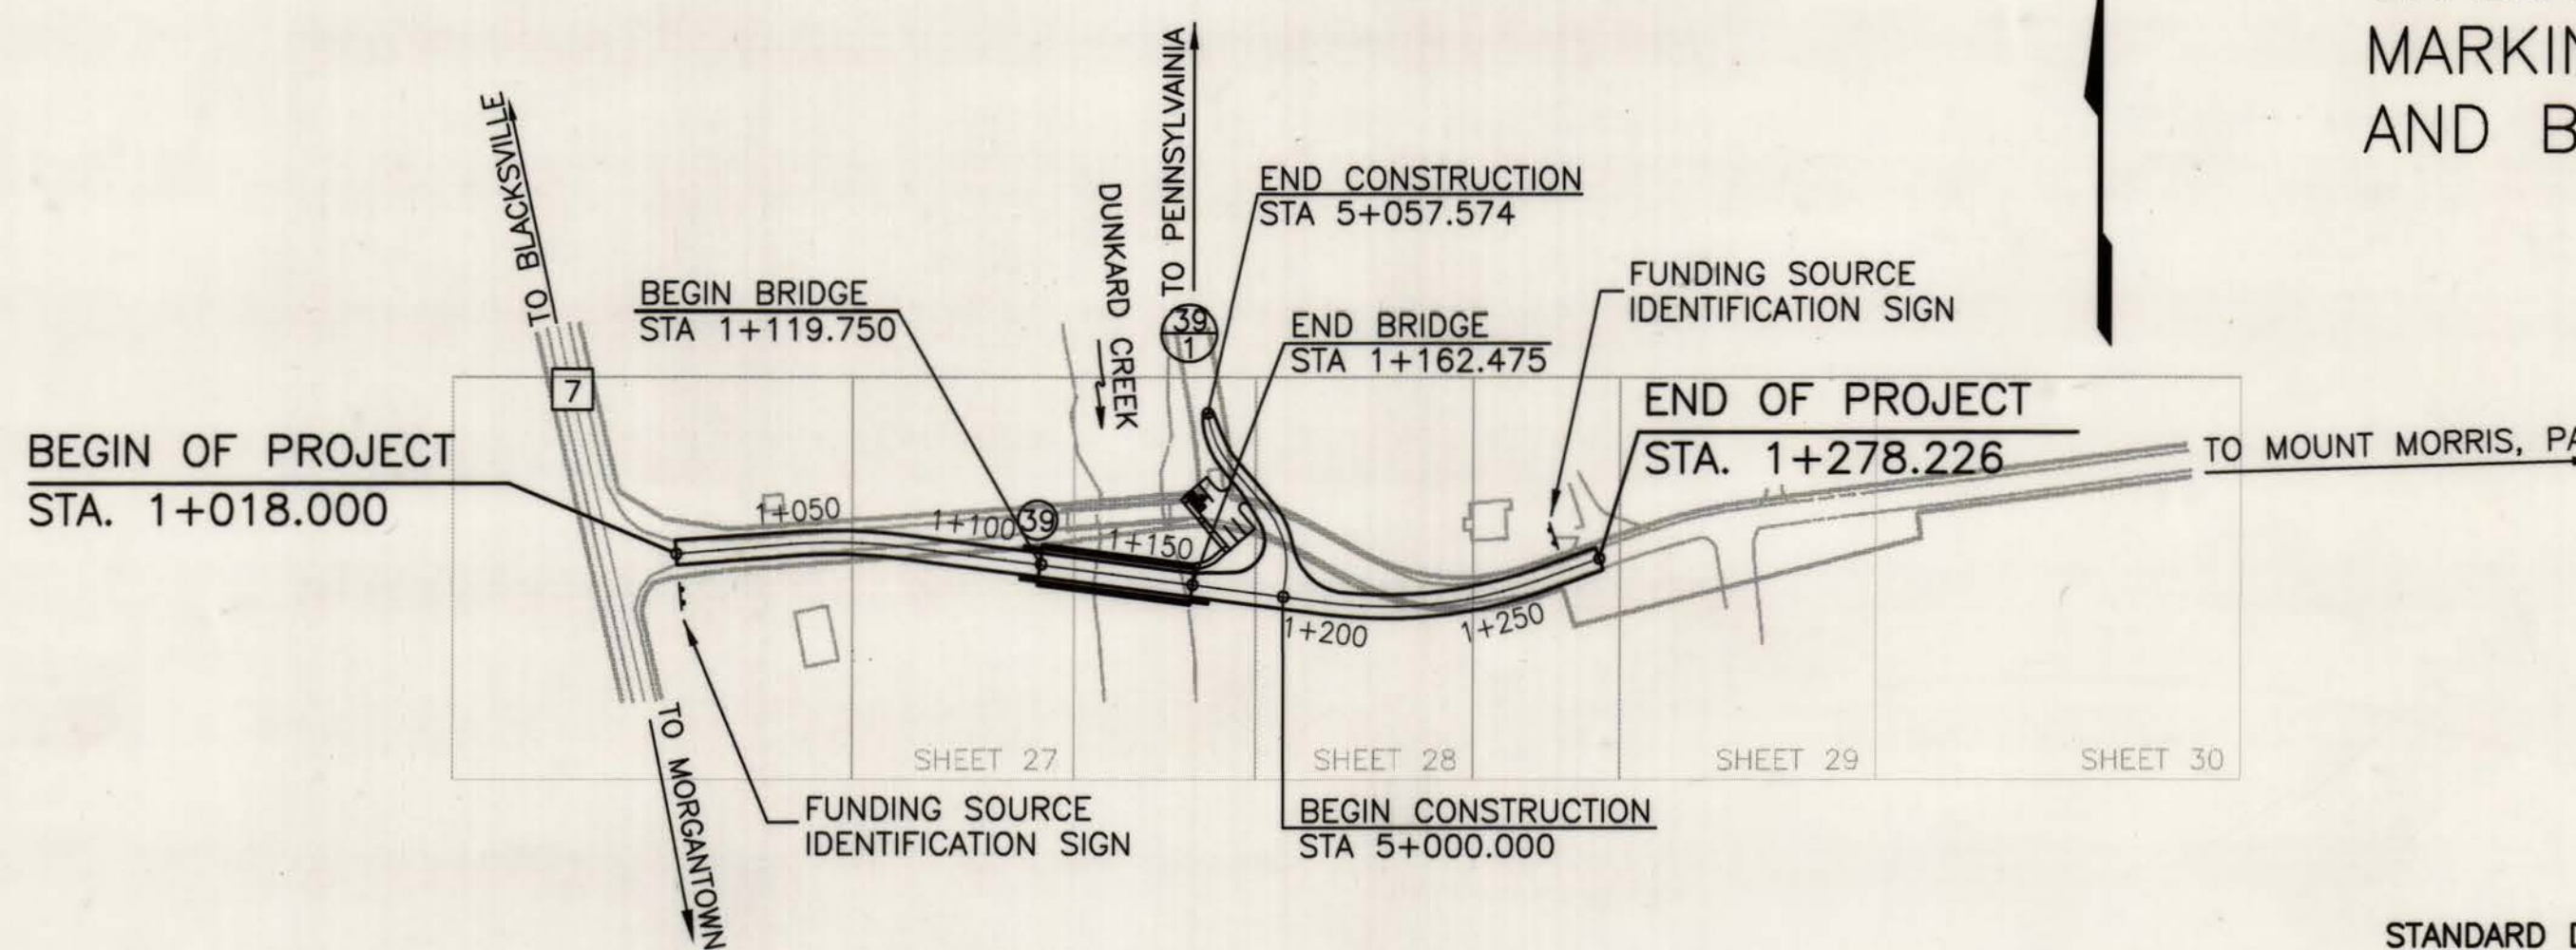 MARKIN
AND B
TO BLACKSVILLE
TO PENNSYLVAINIA
DUNKARD CREEK
END CONSTRUCTION
STA 5+057.574
BEGIN BRIDGE
STA 1+119.750
39
1
END BRIDGE
STA 1+162.475
FUNDING SOURCE
IDENTIFICATION SIGN
7
BEGIN OF PROJECT
STA. 1+018.000
END OF PROJECT
STA. 1+278.226
TO MOUNT MORRIS, PA
1+050
1+100
39
1+150
1+200
1+250
SHEET 27
SHEET 28
SHEET 29
SHEET 30
TO MORGANTOWN
FUNDING SOURCE
IDENTIFICATION SIGN
BEGIN CONSTRUCTION
STA 5+000.000
STANDARD